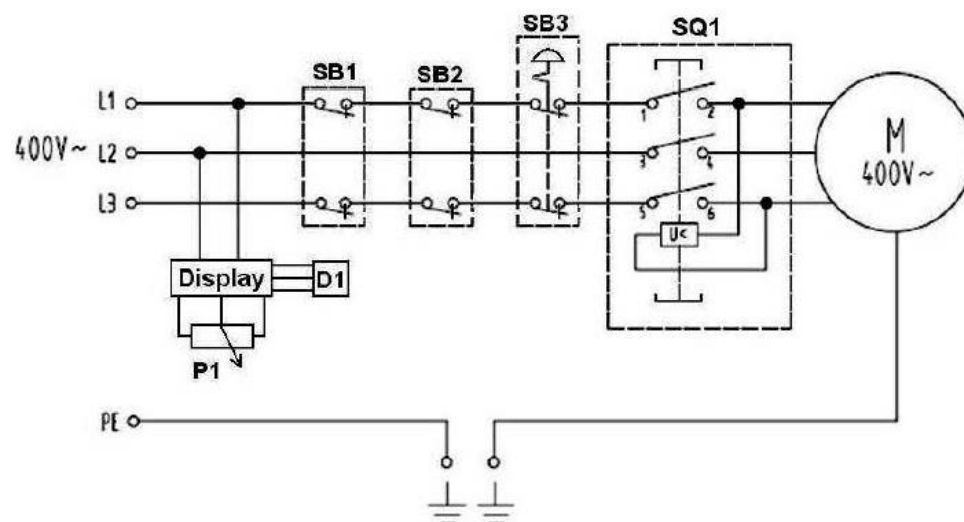 SB3
SQ1
SB1
SB2
L1
1
2
400V~
L2
3
4
M
400V~
L3
5
6
U<
Display
D1
P1
PE